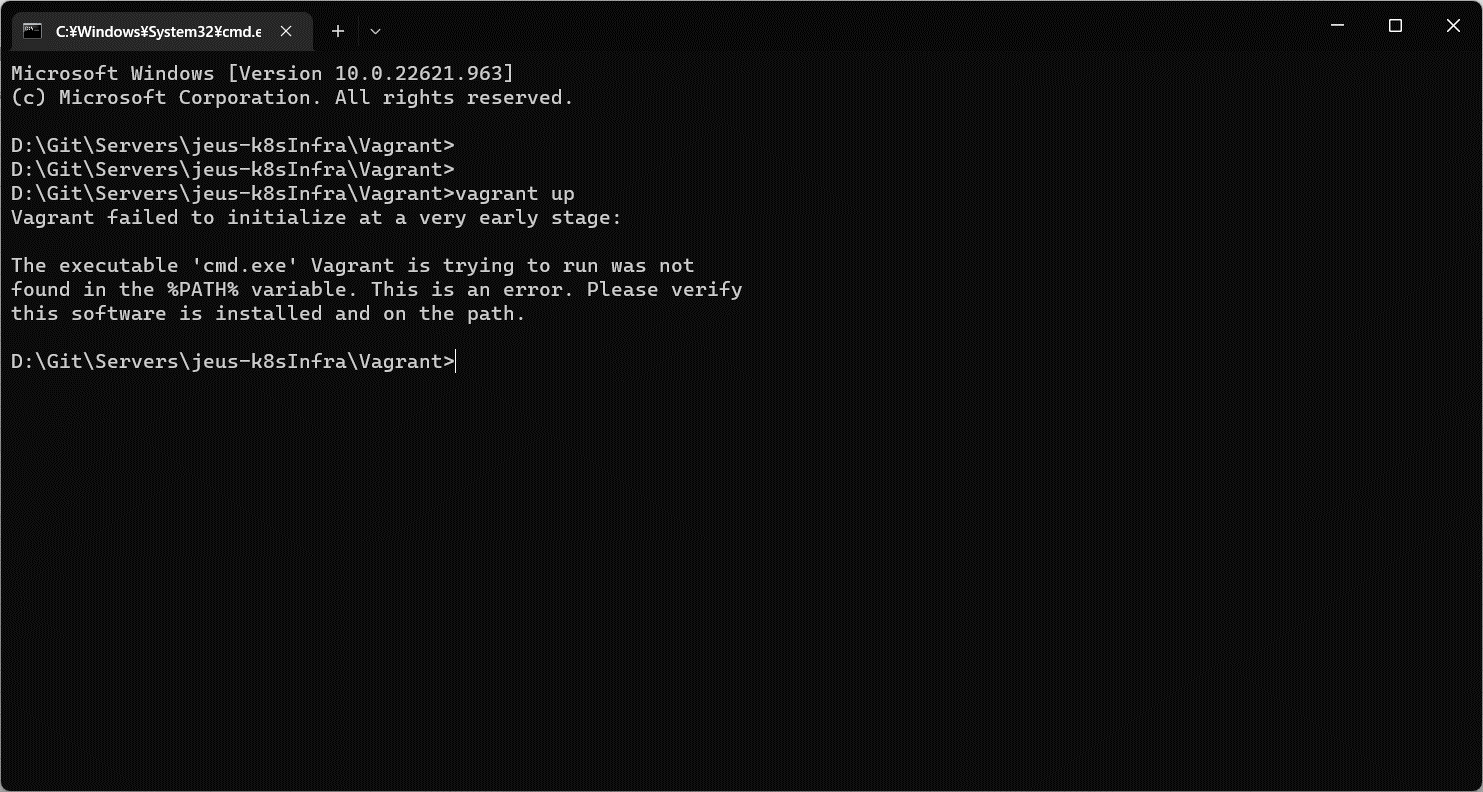 C:¥Windows¥System32¥cmd.e
Microsoft Windows [Version 10.0.22621.963]
(c) Microsoft Corporation. All rights reserved.
D:\Git\Servers\jeus-k8sInfra\Vagrant>
D:\Git\Servers\jeus-k8sInfra\Vagrant>
D:\Git\Servers\jeus-k8sInfra\Vagrant>vagrant up
Vagrant failed to initialize at a very early stage:
The executable 'cmd.exe' Vagrant is trying to run was not
found in the %PATH% variable. This is an error. Please verify
this software is installed and on the path.
D:\Git\Servers\jeus-k8sInfra\Vagrant>